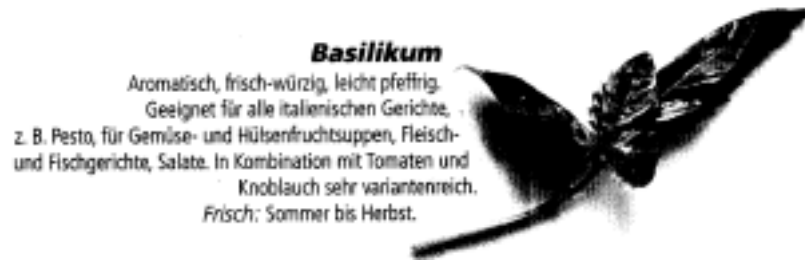 Basilikum
Aromatisch, frisch-würzig, leicht pfeffrig.
Geeignet für alle italienischen Gerichte,
z. B. Pesto, für Gemüse- und Hülsenfruchtsuppen, Fleisch-
und Fischgerichte, Salate. In Kombination mit Tomaten und
Knoblauch sehr variantenreich.
Frisch: Sommer bis Herbst.